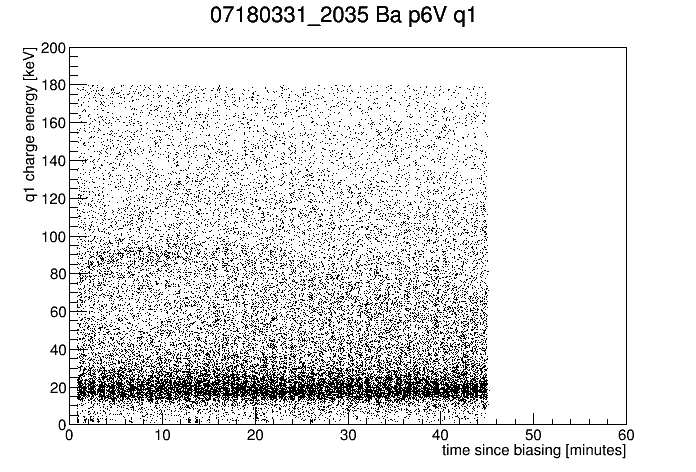 07180331_2035 Ba p6V q1
q1 charge energy [keV]
200
180
160
140
120
100
80
60
40
20
0
0 10 20 30 40 50 60
time since biasing [minutes]